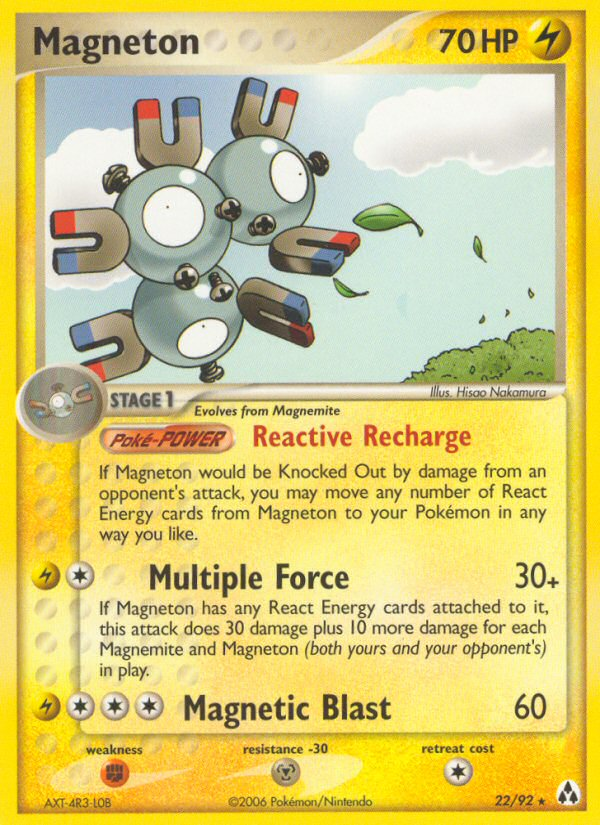 Magneton 70 HP
Illus. Hisao Nakamura
STAGE 1
Evolves from Magnemite
Poké-POWER Reactive Recharge
If Magneton would be Knocked Out by damage from an
opponent's attack, you may move any number of React
Energy cards from Magneton to your Pokémon in any
way you like.
Multiple Force 30+
If Magneton has any React Energy cards attached to it,
this attack does 30 damage plus 10 more damage for each
Magnemite and Magneton (both yours and your opponent's)
in play.
Magnetic Blast 60
weakness resistance -30 retreat cost
AXT-4R3-L0B ©2006 Pokémon/Nintendo 22/92 ★